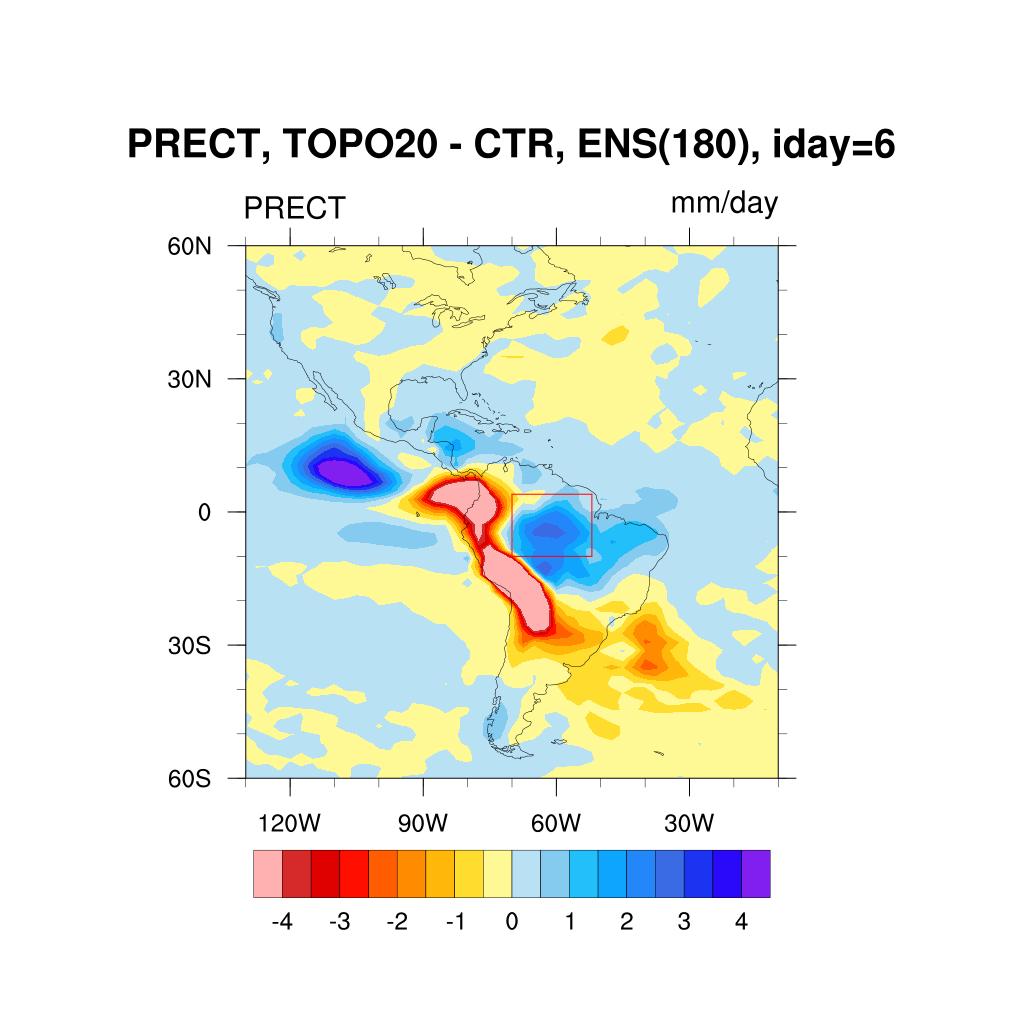 PRECT, TOPO20 - CTR, ENS(180), iday=6
PRECT mm/day
60N
30N
0
30S
60S
120W 90W 60W 30W
-4 -3 -2 -1 0 1 2 3 4